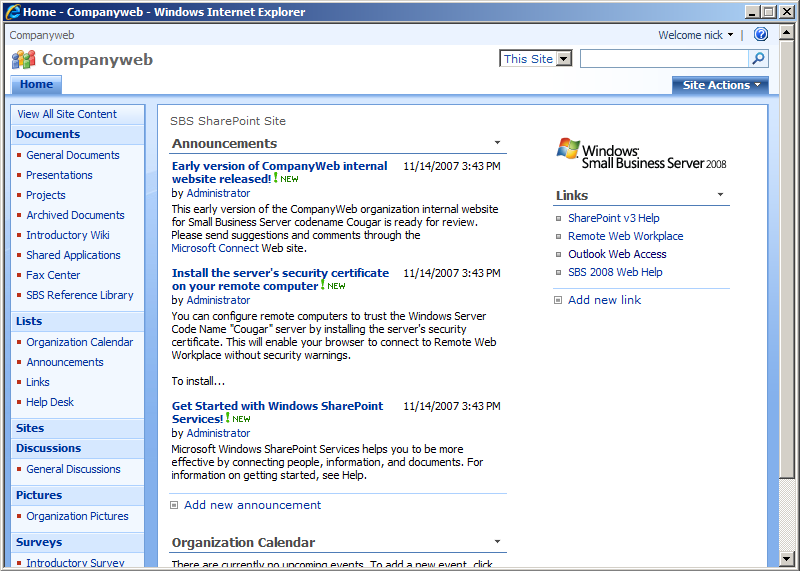 Home - Companyweb - Windows Internet Explorer
Companyweb
Welcome nick
Companyweb
This Site
Home
Site Actions
View All Site Content
Documents
General Documents
Presentations
Projects
Archived Documents
Introductory Wiki
Shared Applications
Fax Center
SBS Reference Library
Lists
Organization Calendar
Announcements
Links
Help Desk
Sites
Discussions
General Discussions
Pictures
Organization Pictures
Surveys
Introductory Survey
SBS SharePoint Site
Announcements
Early version of CompanyWeb internal 11/14/2007 3:43 PM
website released! NEW
by Administrator
This early version of the CompanyWeb organization internal website
for Small Business Server codename Cougar is ready for review.
Please send suggestions and comments through the
Microsoft Connect Web site.
Install the server's security certificate 11/14/2007 3:43 PM
on your remote computer NEW
by Administrator
You can configure remote computers to trust the Windows Server
Code Name "Cougar" server by installing the server's security
certificate. This will enable your browser to connect to Remote Web
Workplace without security warnings.
To install...
Get Started with Windows SharePoint 11/14/2007 3:43 PM
Services! NEW
by Administrator
Microsoft Windows SharePoint Services helps you to be more
effective by connecting people, information, and documents. For
information on getting started, see Help.
Add new announcement
Organization Calendar
There are currently no upcoming events. To add a new event, click
Windows
Small Business Server 2008
Links
SharePoint v3 Help
Remote Web Workplace
Outlook Web Access
SBS 2008 Web Help
Add new link